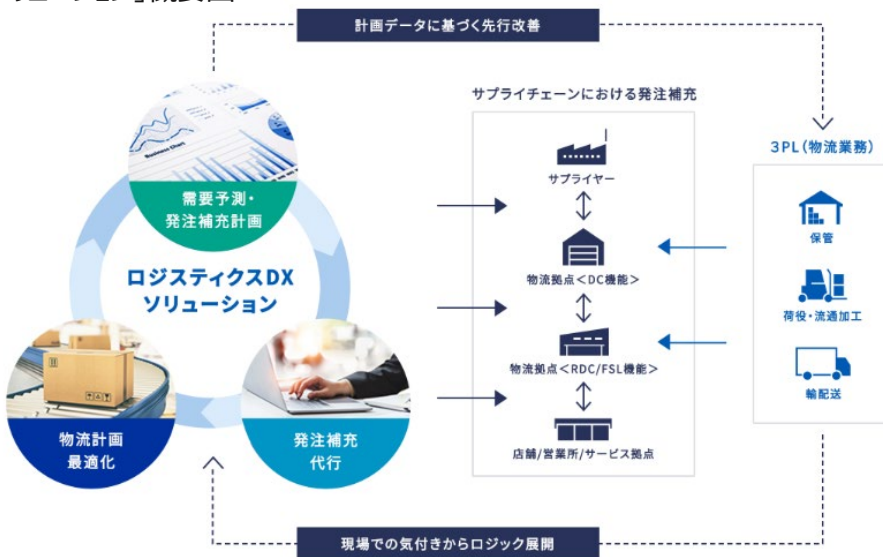 計画データに基づく先行改善
サプライチェーンにおける発注補充
3PL(物流業務)
Business Chart
需要予測・
発注補充計画
ロジスティクスDX
ソリューション
物流計画
最適化
発注補充
代行
サプライヤー
物流拠点<DC機能>
物流拠点<RDC/FSL機能>
店舗/営業所/サービス拠点
保管
荷役・流通加工
輸配送
現場での気付きからロジック展開